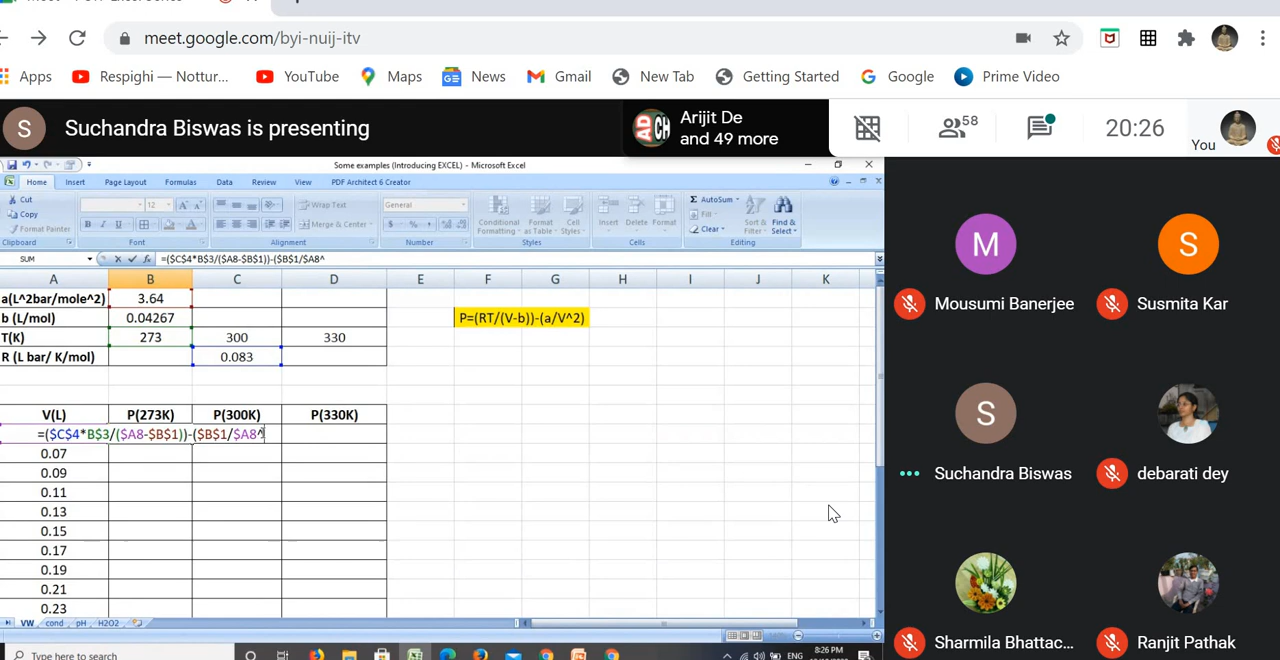 meet.google.com/byi-nuij-itv
Apps Respighi — Nottur... YouTube Maps News Gmail New Tab Getting Started Google Prime Video
S Suchandra Biswas is presenting
Arijit De
and 49 more
58
20:26
You
Some examples (Introducing EXCEL) - Microsoft Excel
Home Insert Page Layout Formulas Data Review View PDF Architect 6 Creator
Cut
Copy
Format Painter
Clipboard
12
B I U
Font
Wrap Text
Merge & Center
Alignment
General
$ % ,
Number
Conditional Formatting
Format as Table
Cell Styles
Styles
Insert Delete Format
Cells
AutoSum
Fill
Clear
Sort & Filter
Find & Select
Editing
SUM
=($C$4*B$3/($A8-$B$1))-($B$1/$A8^
A B C D E F G H I J K
a(L^2bar/mole^2) 3.64
b (L/mol) 0.04267
P=(RT/(V-b))-(a/V^2)
T(K) 273 300 330
R (L bar/ K/mol) 0.083
V(L) P(273K) P(300K) P(330K)
=($C$4*B$3/($A8-$B$1))-($B$1/$A8^
0.07
0.09
0.11
0.13
0.15
0.17
0.19
0.21
0.23
VW cond pH H2O2
Type here to search
ENG
8:26 PM
M
Mousumi Banerjee
S
Susmita Kar
S
Suchandra Biswas
debarati dey
Sharmila Bhattac...
Ranjit Pathak